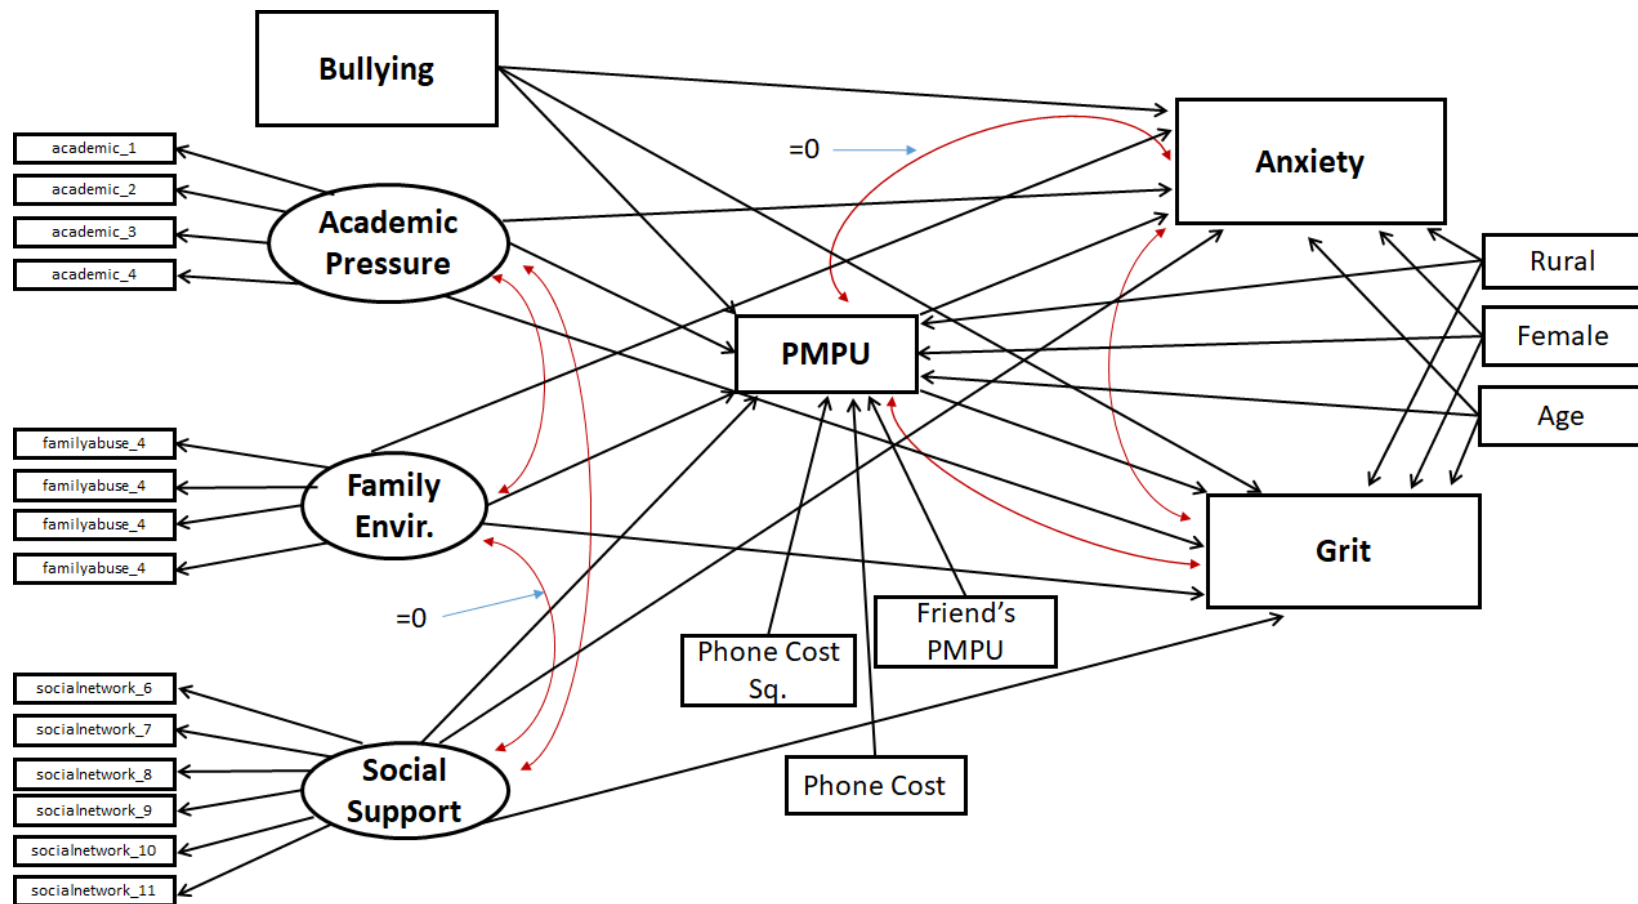 Bullying
=0
Anxiety
academic_1
academic_2
academic_3
academic_4
Academic
Pressure
Rural
Female
Age
PMPU
familyabuse_4
familyabuse_4
familyabuse_4
familyabuse_4
Family
Envir.
Grit
=0
Friend’s
PMPU
Phone Cost
Sq.
Phone Cost
socialnetwork_6
socialnetwork_7
socialnetwork_8
socialnetwork_9
socialnetwork_10
socialnetwork_11
Social
Support